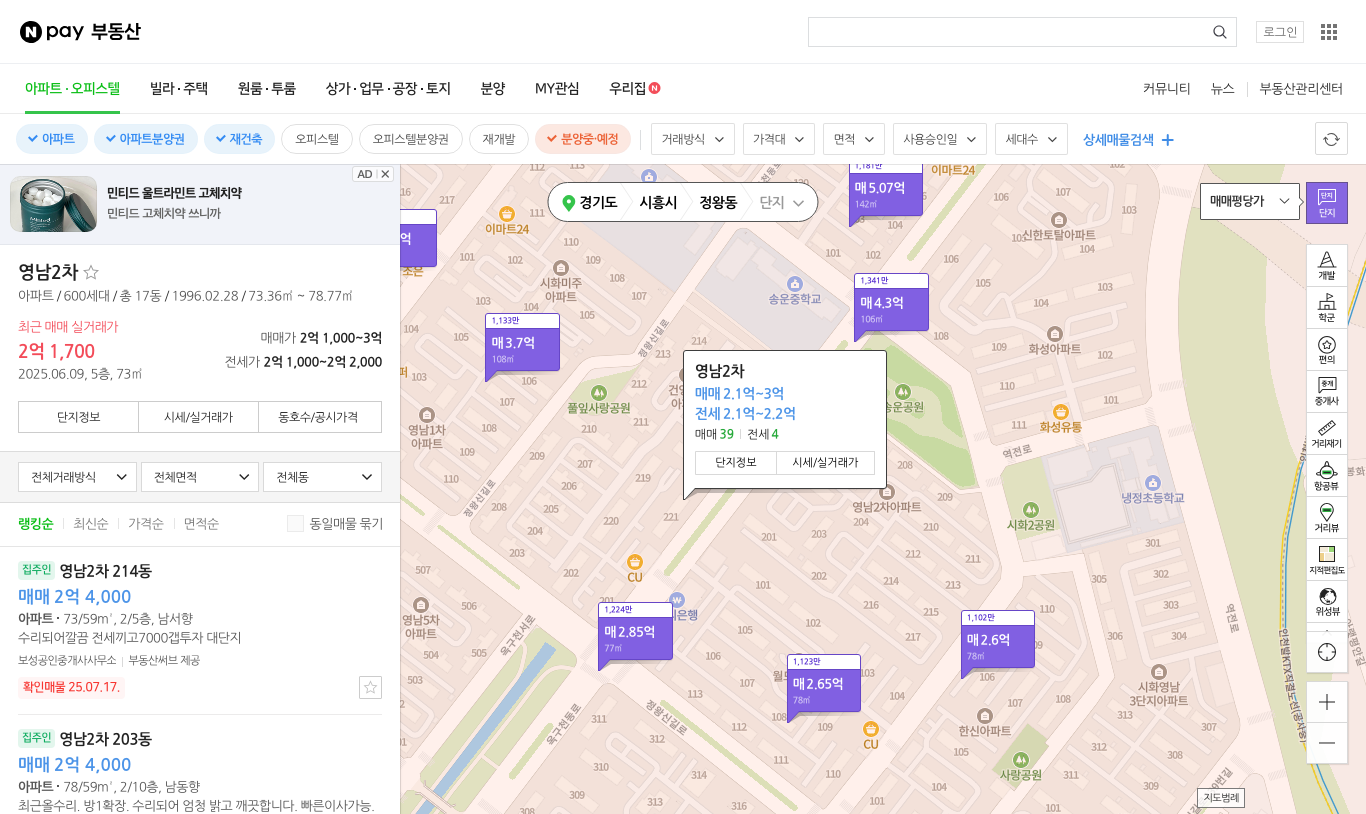 N pay 부동산
로그인
아파트·오피스텔 빌라·주택 원룸·투룸 상가·업무·공장·토지 분양 MY관심 우리집 N 커뮤니티 뉴스 부동산관리센터
아파트 아파트분양권 재건축 오피스텔 오피스텔분양권 재개발 분양중·예정 거래방식 가격대 면적 사용승인일 세대수 상세매물검색
AD
민티드 울트라민트 고체치약
민티드 고체치약 쓰니까
영남2차
아파트 / 600세대 / 총 17동 / 1996.02.28 / 73.36㎡ ~ 78.77㎡
최근 매매 실거래가
2억 1,700
2025.06.09, 5층, 73㎡
매매가 2억 1,000~3억
전세가 2억 1,000~2억 2,000
단지정보 시세/실거래가 동호수/공시가격
전체거래방식 전체면적 전체동
랭킹순 최신순 가격순 면적순 동일매물 묶기
집주인 영남2차 214동
매매 2억 4,000
아파트 · 73/59m², 2/5층, 남서향
수리되어깔끔 전세끼고7000갭투자 대단지
보성공인중개사사무소 부동산써브 제공
확인매물 25.07.17.
집주인 영남2차 203동
매매 2억 4,000
아파트 · 78/59m², 2/10층, 남동향
최근올수리. 방1확장. 수리되어 엄청 밝고 깨끗합니다. 빠른이사가능.
경기도 시흥시 정왕동 단지
매매평당가
단지
개발
학군
편의
중개
중개사
거리재기
항공뷰
거리뷰
지적편집도
위성뷰
지도범례
1,181만
매 5.07억
142㎡
1,341만
매 4.3억
106㎡
1,133만
매 3.7억
108㎡
영남2차
매매 2.1억~3억
전세 2.1억~2.2억
매매 39 전세 4
단지정보 시세/실거래가
1,224만
매 2.85억
77㎡
1,123만
매 2.65억
78㎡
1,102만
매 2.6억
78㎡
이마트24
이마트24
시화미주
아파트
송운중학교
신한토탈아파트
화성아파트
풀잎사랑공원
송운공원
화성유통
영남1차
아파트
영남2차아파트
냉정초등학교
시화2공원
CU
영남5차
아파트
시화영남
3단지아파트
한신아파트
CU
사랑공원
정왕신길로
정왕신길로
정왕신길로
역전로
역전로
옥구천서로
옥구천동로
인천발KTX직결노선(공사중)